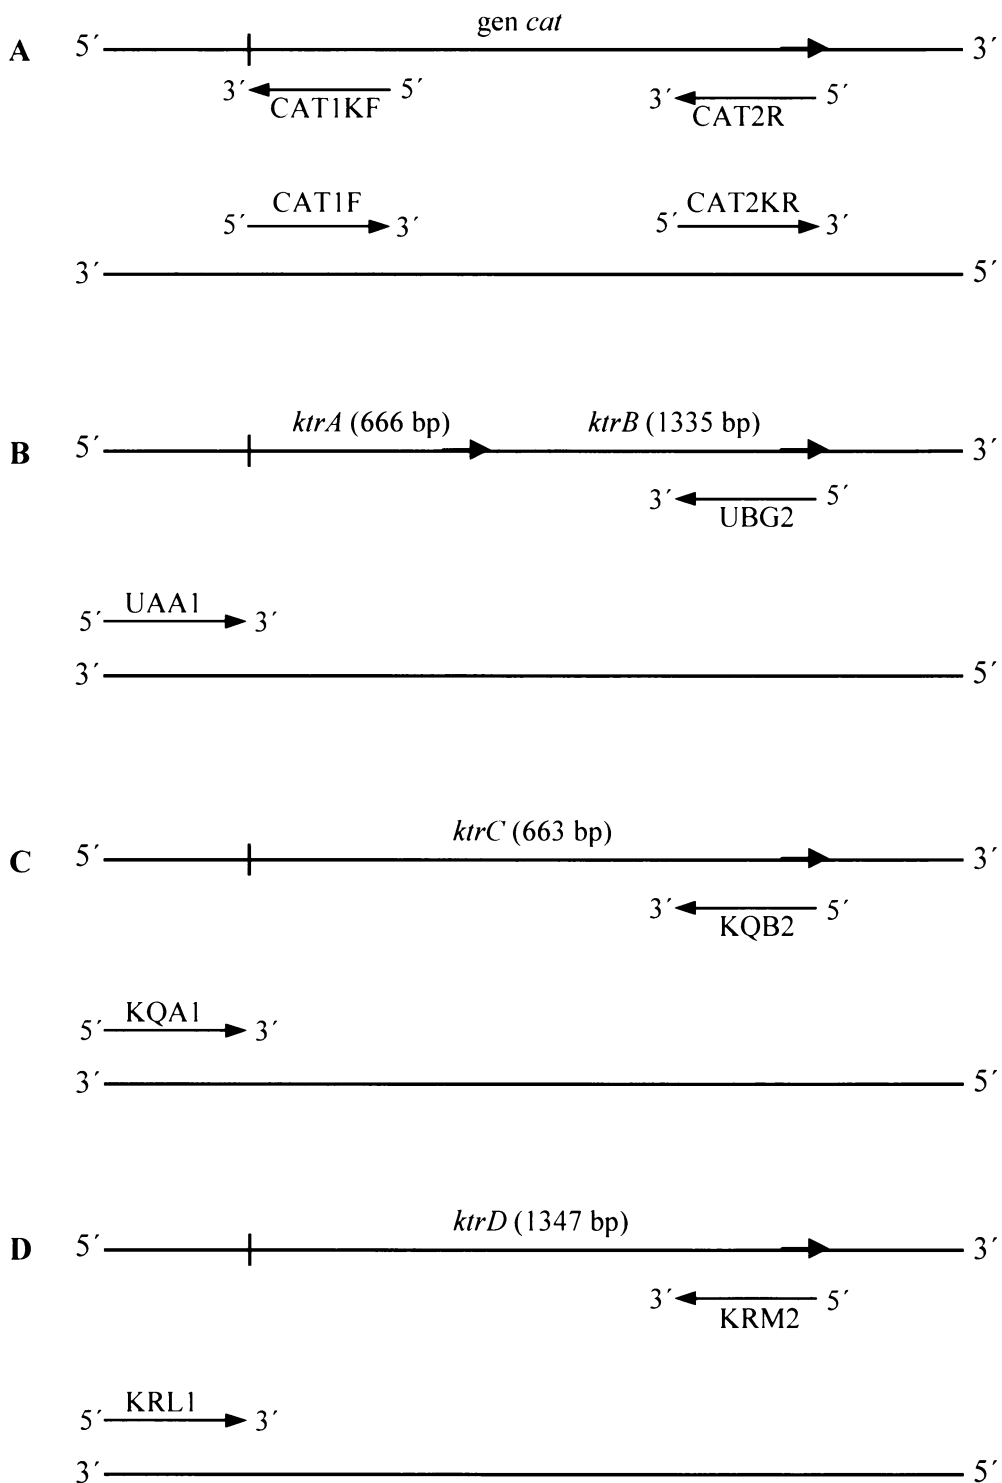 gen cat
A 5´ 3´
3´ 5´ 3´ 5´
CAT1KF CAT2R
CAT1F CAT2KR
5´ 3´ 5´ 3´
3´ 5´
ktrA (666 bp) ktrB (1335 bp)
B 5´ 3´
3´ 5´
UBG2
UAA1
5´ 3´
3´ 5´
ktrC (663 bp)
C 5´ 3´
3´ 5´
KQB2
KQA1
5´ 3´
3´ 5´
ktrD (1347 bp)
D 5´ 3´
3´ 5´
KRM2
KRL1
5´ 3´
3´ 5´